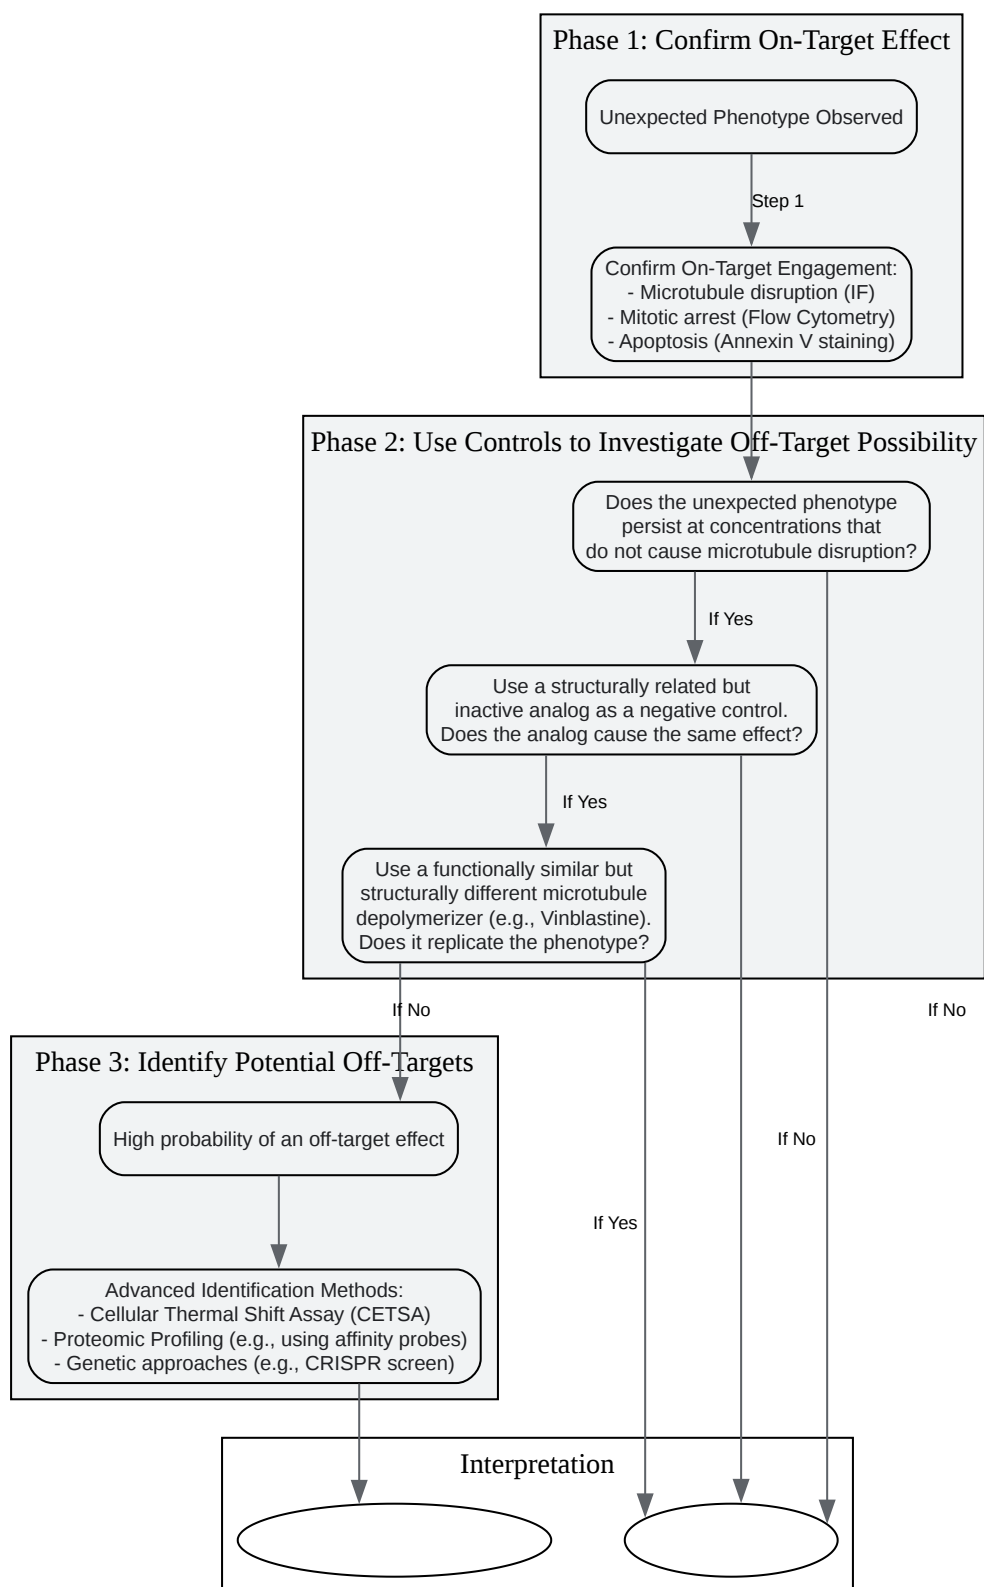 Phase 1: Confirm On-Target Effect
Unexpected Phenotype Observed
Step 1
Confirm On-Target Engagement:
- Microtubule disruption (IF)
- Mitotic arrest (Flow Cytometry)
- Apoptosis (Annexin V staining)
Phase 2: Use Controls to Investigate Off-Target Possibility
Does the unexpected phenotype
persist at concentrations that
do not cause microtubule disruption?
If Yes
Use a structurally related but
inactive analog as a negative control.
Does the analog cause the same effect?
If Yes
Use a functionally similar but
structurally different microtubule
depolymerizer (e.g., Vinblastine).
Does it replicate the phenotype?
If No
If No
Phase 3: Identify Potential Off-Targets
High probability of an off-target effect
If No
If Yes
Advanced Identification Methods:
- Cellular Thermal Shift Assay (CETSA)
- Proteomic Profiling (e.g., using affinity probes)
- Genetic approaches (e.g., CRISPR screen)
Interpretation